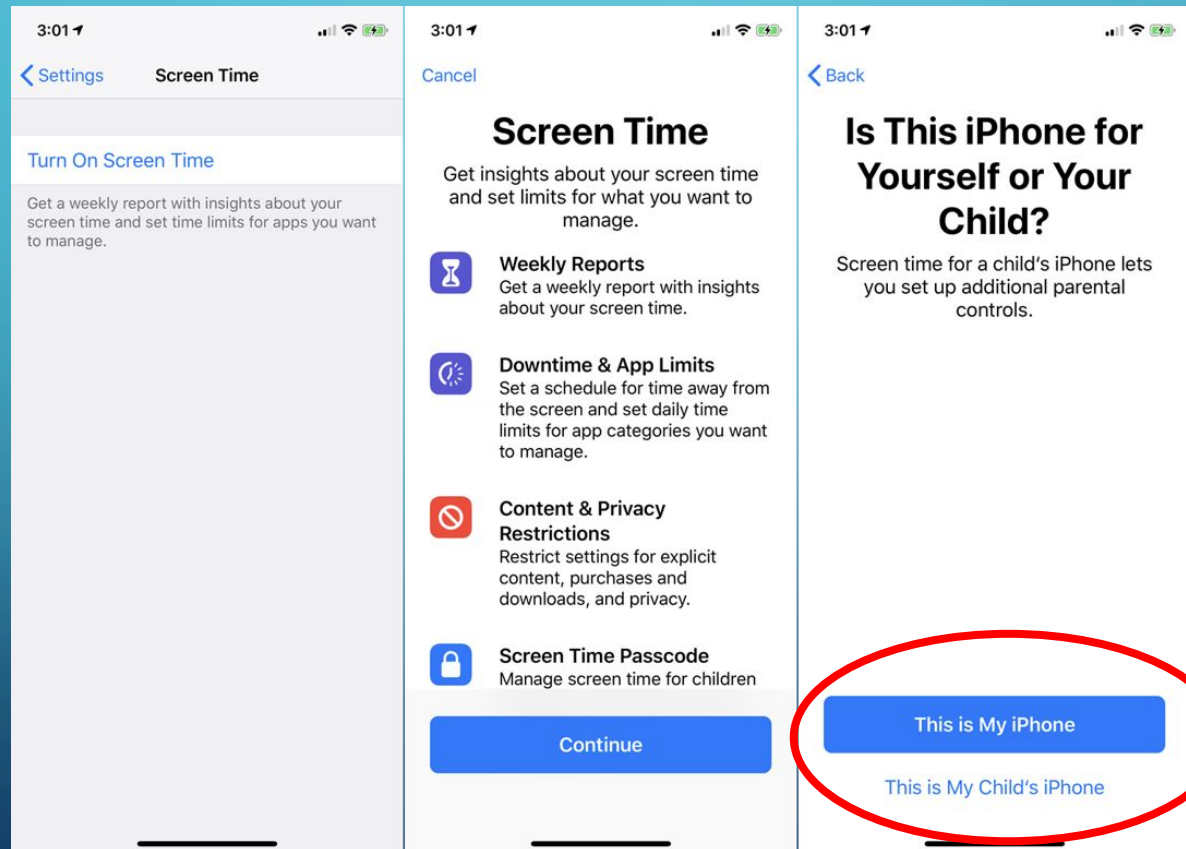 3:01
Settings
Screen Time
Turn On Screen Time
Get a weekly report with insights about your
screen time and set time limits for apps you want
to manage.
3:01
Cancel
Screen Time
Get insights about your screen time
and set limits for what you want to
manage.
Weekly Reports
Get a weekly report with insights
about your screen time.
Downtime & App Limits
Set a schedule for time away from
the screen and set daily time
limits for app categories you want
to manage.
Content & Privacy
Restrictions
Restrict settings for explicit
content, purchases and
downloads, and privacy.
Screen Time Passcode
Manage screen time for children
Continue
3:01
Back
Is This iPhone for
Yourself or Your
Child?
Screen time for a child’s iPhone lets
you set up additional parental
controls.
This is My iPhone
This is My Child’s iPhone